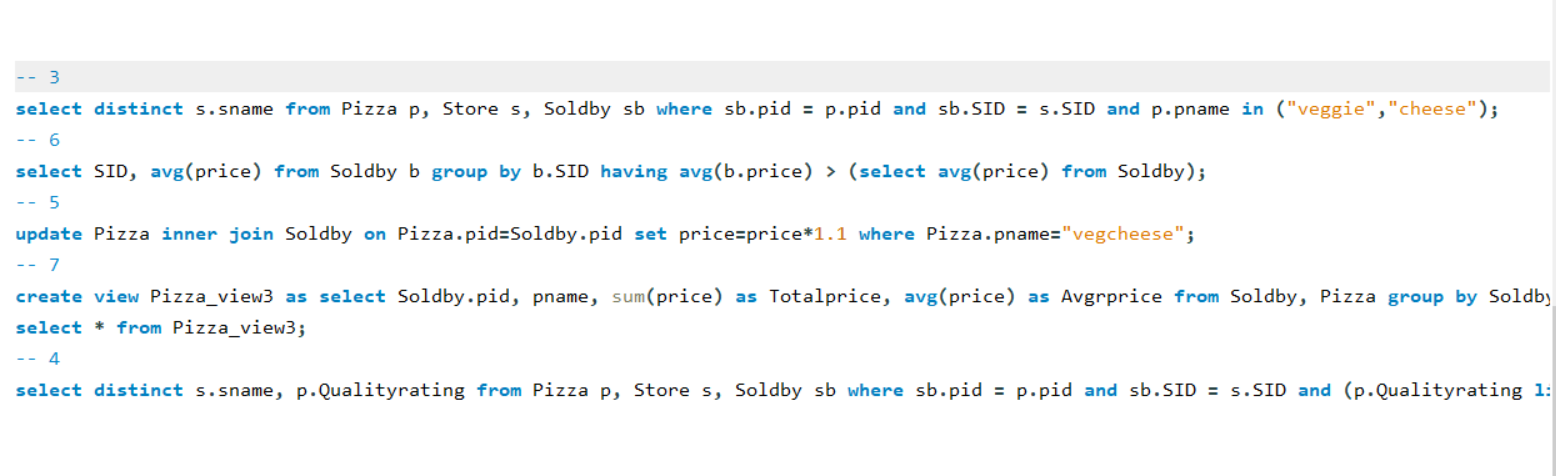 -- 3
select distinct s.sname from Pizza p, Store s, Soldby sb where sb.pid = p.pid and sb.SID = s.SID and p.pname in ("veggie","cheese");
-- 6
select SID, avg(price) from Soldby b group by b.SID having avg(b.price) > (select avg(price) from Soldby);
-- 5
update Pizza inner join Soldby on Pizza.pid=Soldby.pid set price=price*1.1 where Pizza.pname="vegcheese";
-- 7
create view Pizza_view3 as select Soldby.pid, pname, sum(price) as Totalprice, avg(price) as Avgrprice from Soldby, Pizza group by
select * from Pizza_view3;
-- 4
select distinct s.sname, p.Qualityrating from Pizza p, Store s, Soldby sb where sb.pid = p.pid and sb.SID = s.SID and (p.Qualityrating